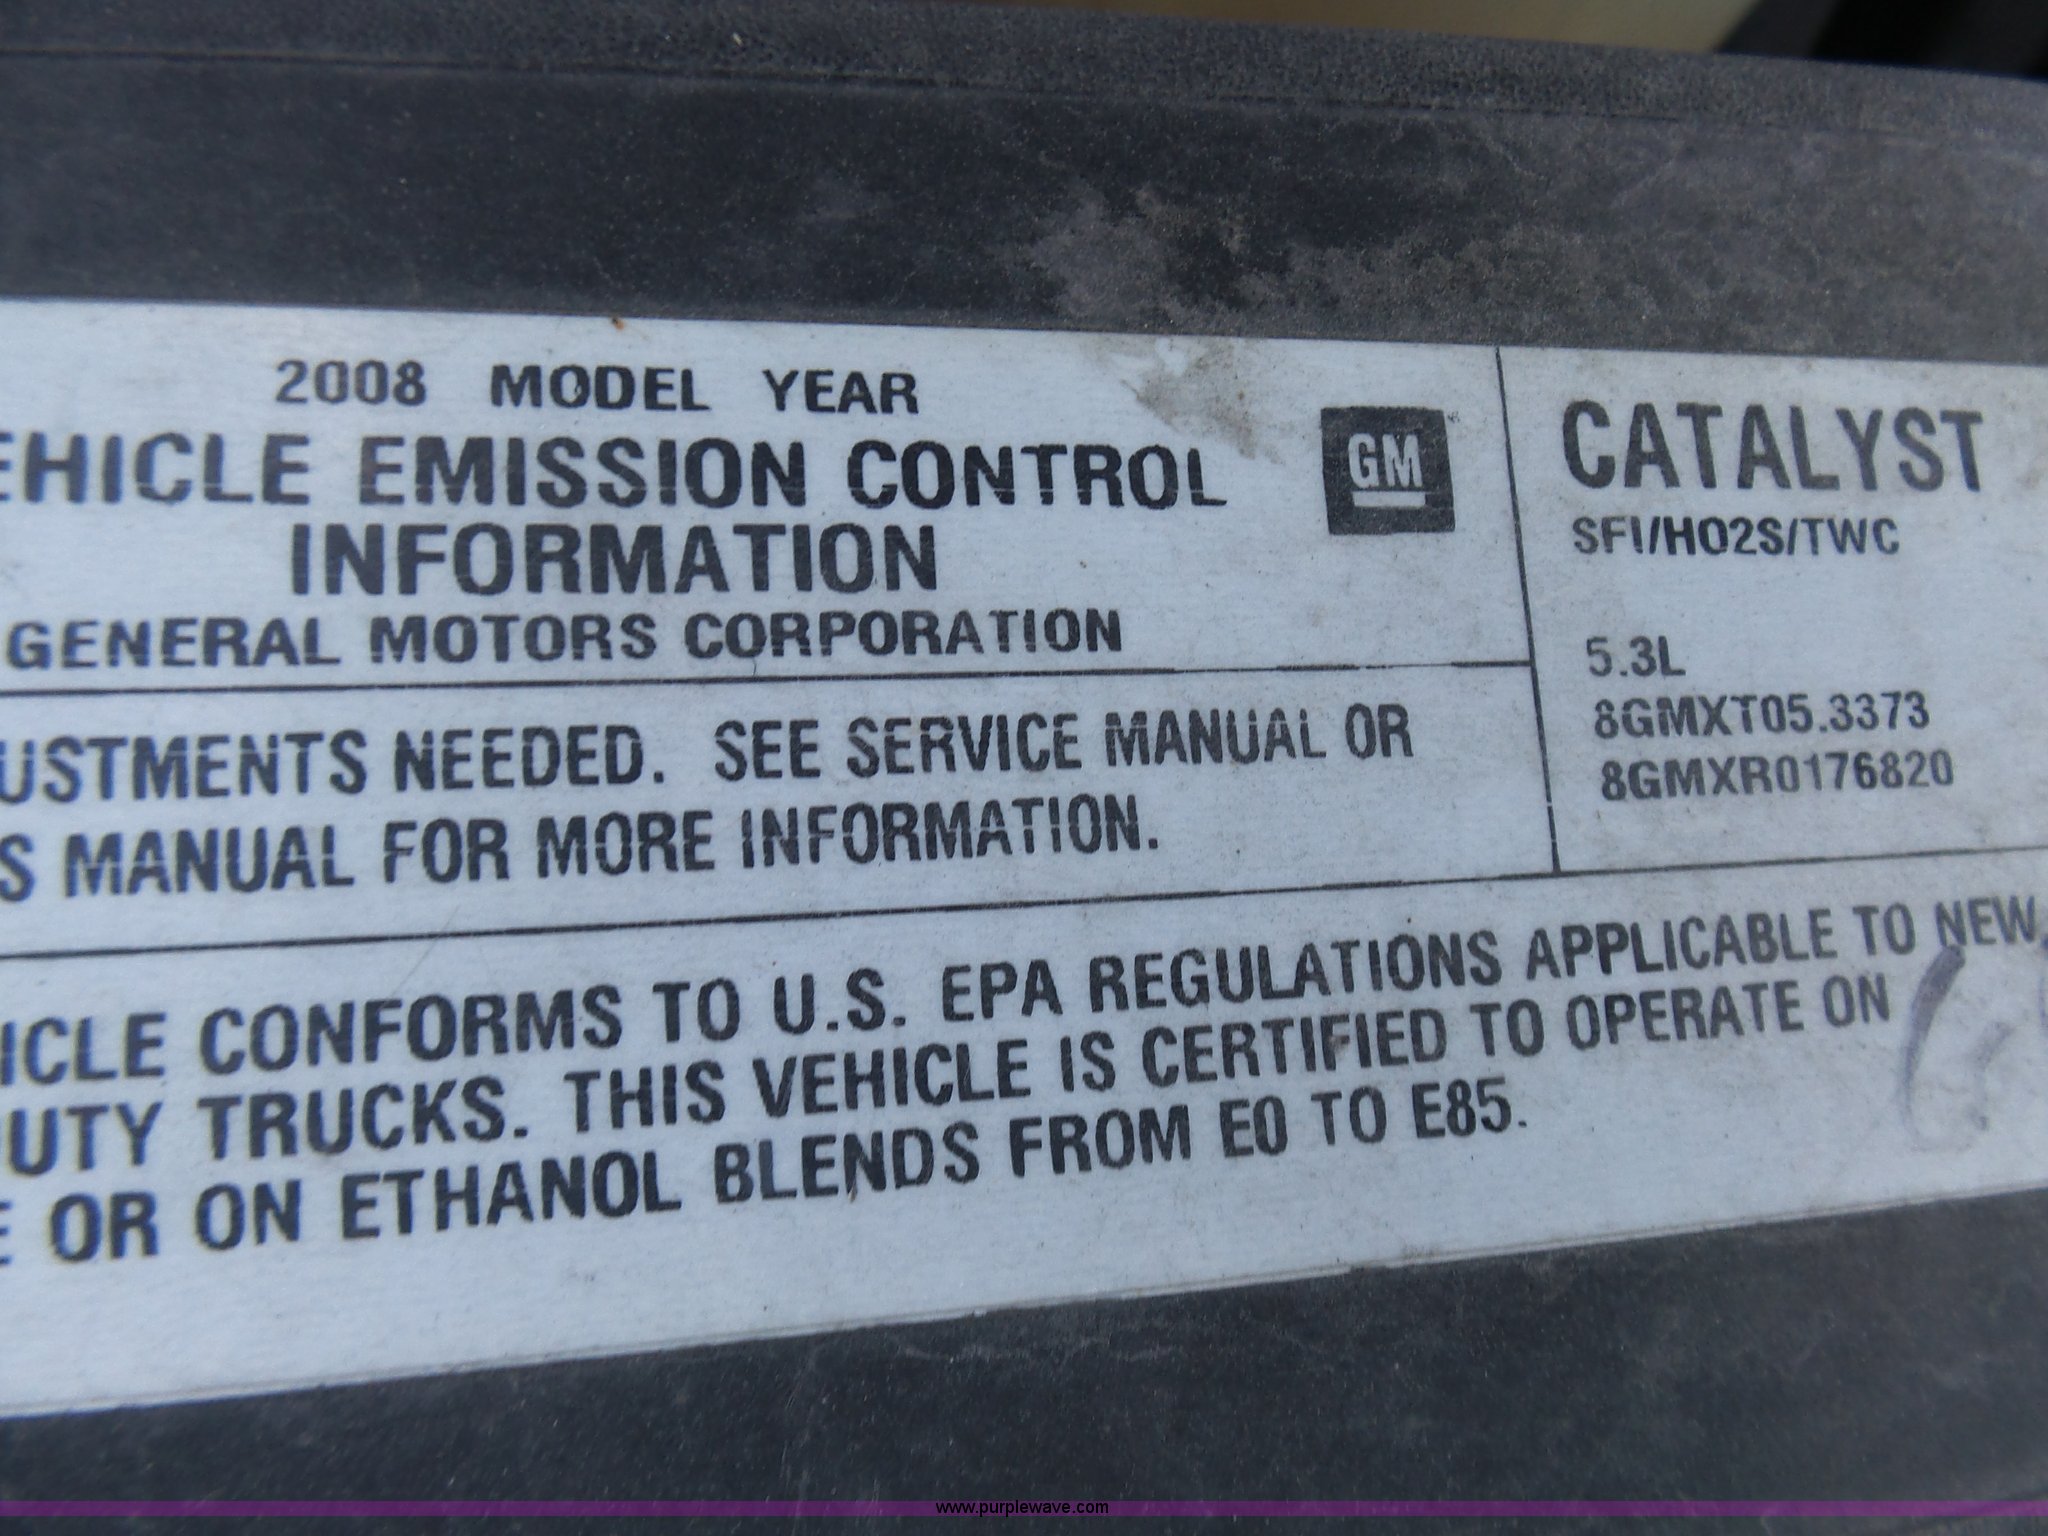 2008 MODEL YEAR
EHICLE EMISSION CONTROL
INFORMATION
GENERAL MOTORS CORPORATION
GM
CATALYST
SFI/HO2S/TWC
5.3L
8GMXT05.3373
8GMXR0176820
USTMENTS NEEDED. SEE SERVICE MANUAL OR
S MANUAL FOR MORE INFORMATION.
ICLE CONFORMS TO U.S. EPA REGULATIONS APPLICABLE TO NEW
UTY TRUCKS. THIS VEHICLE IS CERTIFIED TO OPERATE ON
E OR ON ETHANOL BLENDS FROM E0 TO E85.
www.purplewave.com